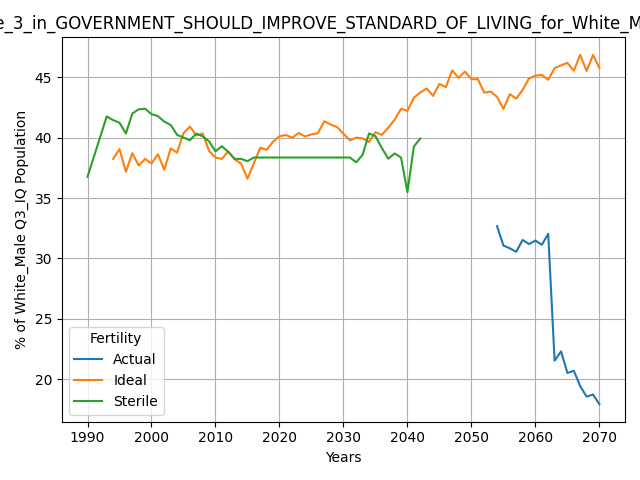 e_3_in_GOVERNMENT_SHOULD_IMPROVE_STANDARD_OF_LIVING_for_White_M
% of White_Male Q3_IQ Population
45
40
35
30
25
20
Fertility
Actual
Ideal
Sterile
1990 2000 2010 2020 2030 2040 2050 2060 2070
Years